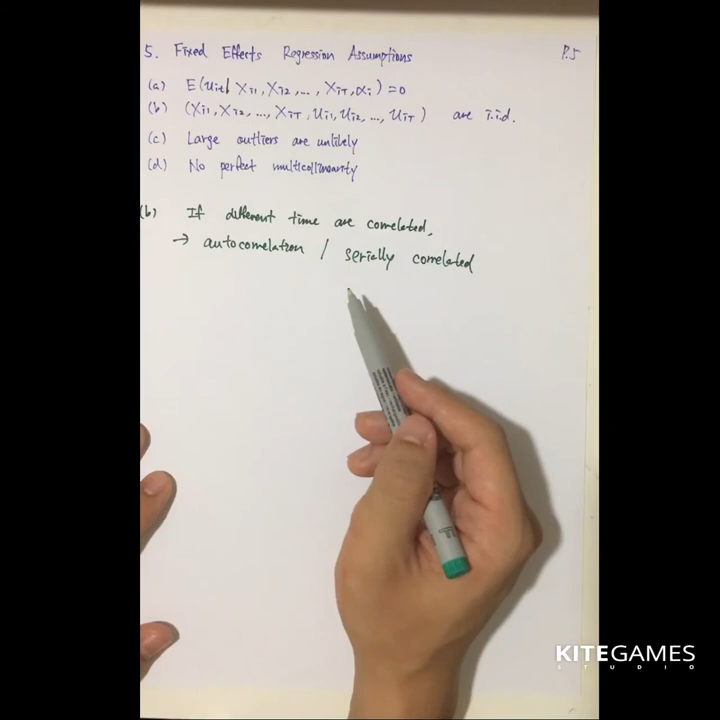 5. Fixed Effects Regression Assumptions P.5
(a) E(uit| Xi1, Xi2, ..., XiT, αi) = 0
(b) (Xi1, Xi2, ..., XiT, ui1, ui2, ..., uiT) are i.i.d.
(c) Large outliers are unlikely
(d) No perfect multicollinearity
(b) If different time are correlated,
→ autocorrelation / serially correlated
KITEGAMES
STUDIO